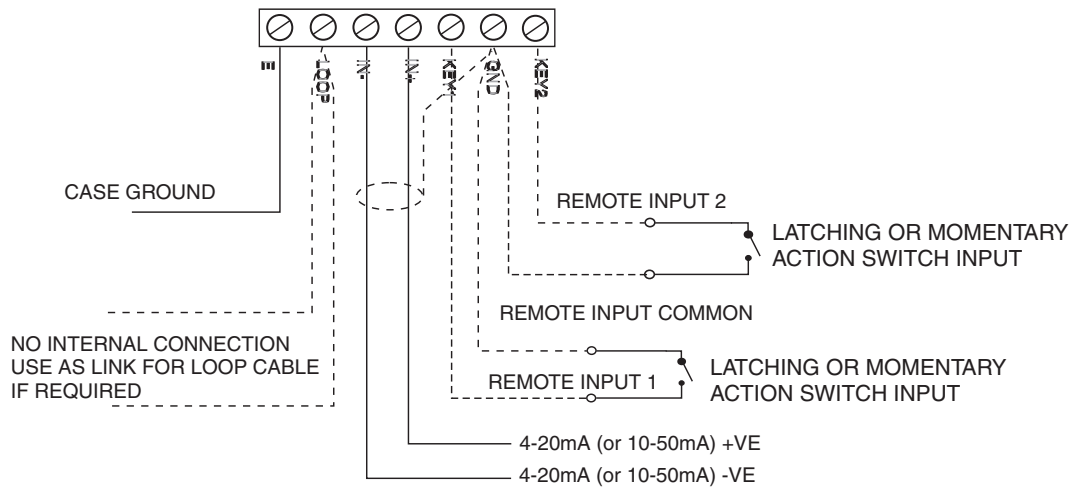 E
LOOP
IN-
IN+
KEY1
GND
KEY2
CASE GROUND
REMOTE INPUT 2
LATCHING OR MOMENTARY
ACTION SWITCH INPUT
REMOTE INPUT COMMON
NO INTERNAL CONNECTION
USE AS LINK FOR LOOP CABLE
IF REQUIRED
REMOTE INPUT 1
LATCHING OR MOMENTARY
ACTION SWITCH INPUT
4-20mA (or 10-50mA) +VE
4-20mA (or 10-50mA) -VE